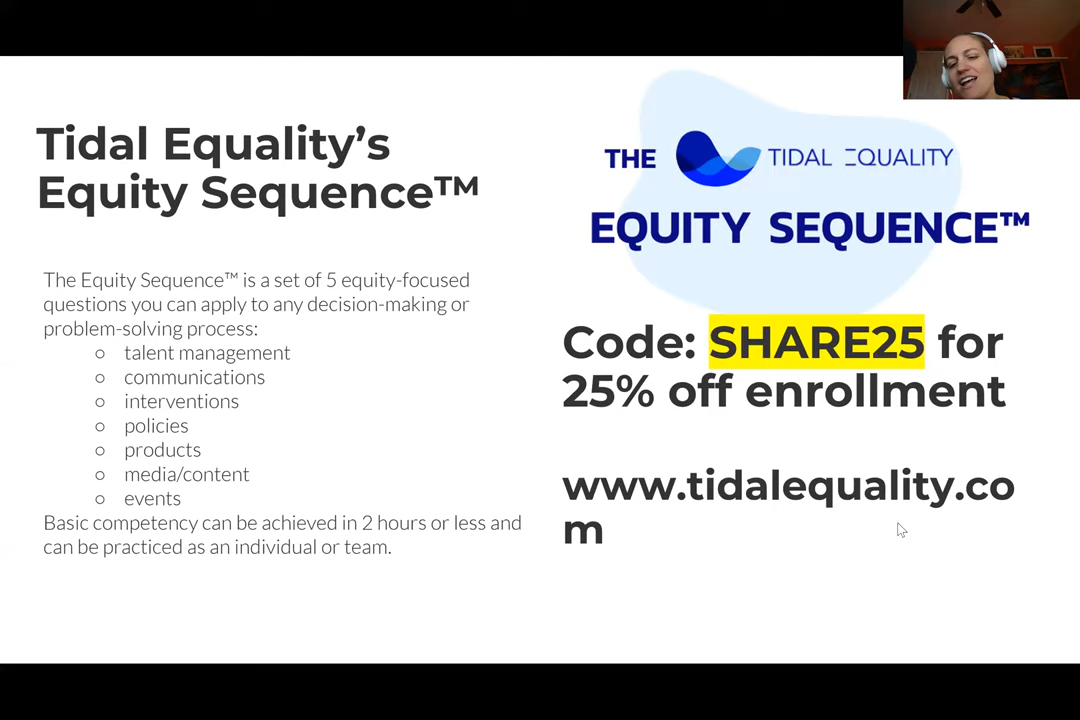 Tidal Equality’s
Equity Sequence™
The Equity Sequence™ is a set of 5 equity-focused
questions you can apply to any decision-making or
problem-solving process:
○ talent management
○ communications
○ interventions
○ policies
○ products
○ media/content
○ events
Basic competency can be achieved in 2 hours or less and
can be practiced as an individual or team.
THE TIDAL EQUALITY
EQUITY SEQUENCE™
Code: SHARE25 for
25% off enrollment
www.tidalequality.co
m